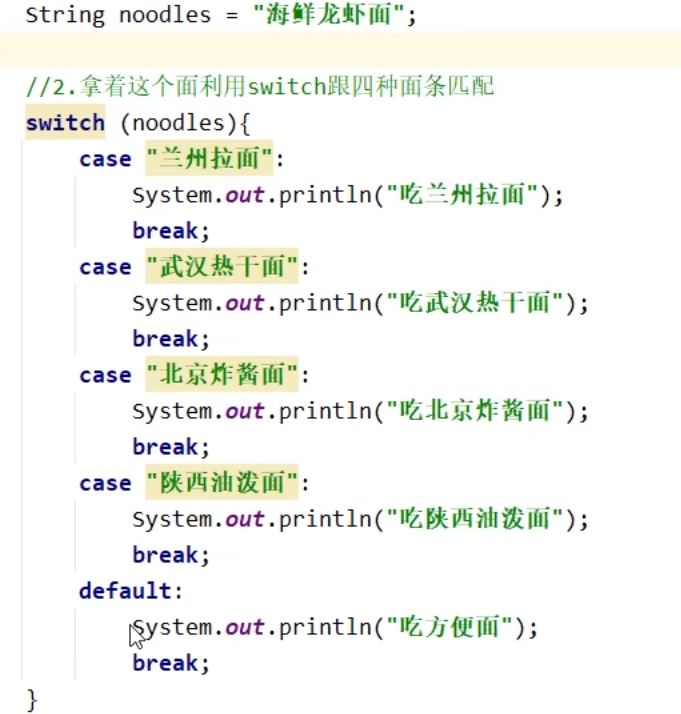 String noodles = "海鲜龙虾面";
//2.拿着这个面利用switch跟四种面条匹配
switch (noodles){
case "兰州拉面":
System.out.println("吃兰州拉面");
break;
case "武汉热干面":
System.out.println("吃武汉热干面");
break;
case "北京炸酱面":
System.out.println("吃北京炸酱面");
break;
case "陕西油泼面":
System.out.println("吃陕西油泼面");
break;
default:
System.out.println("吃方便面");
break;
}